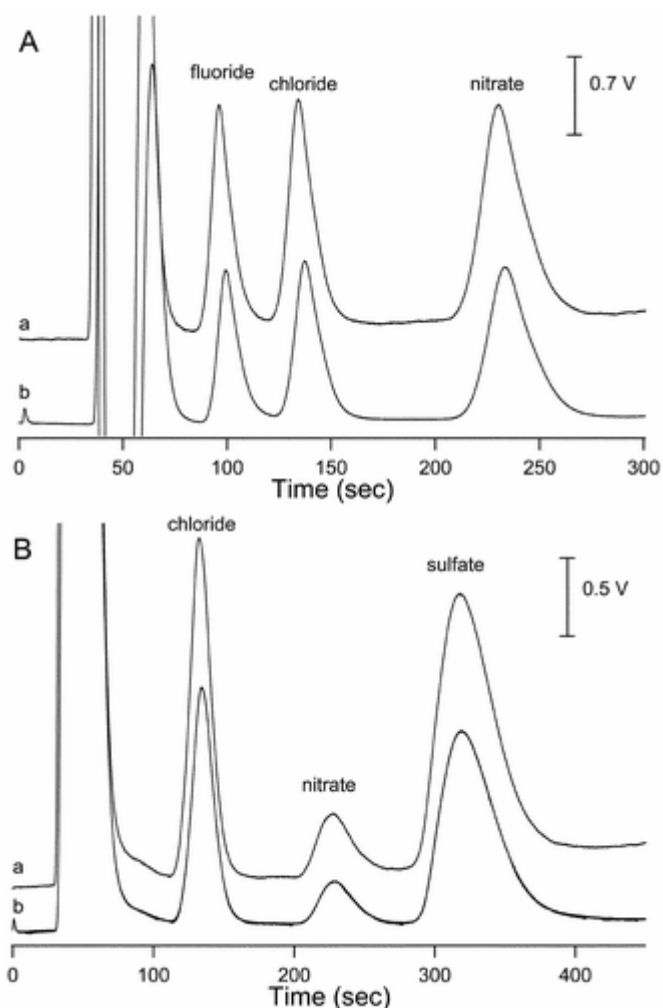 A
fluoride
chloride
nitrate
0.7 V
a
b
0 50 100 150 200 250 300
Time (sec)
B
chloride
nitrate
sulfate
0.5 V
a
b
0 100 200 300 400
Time (sec)